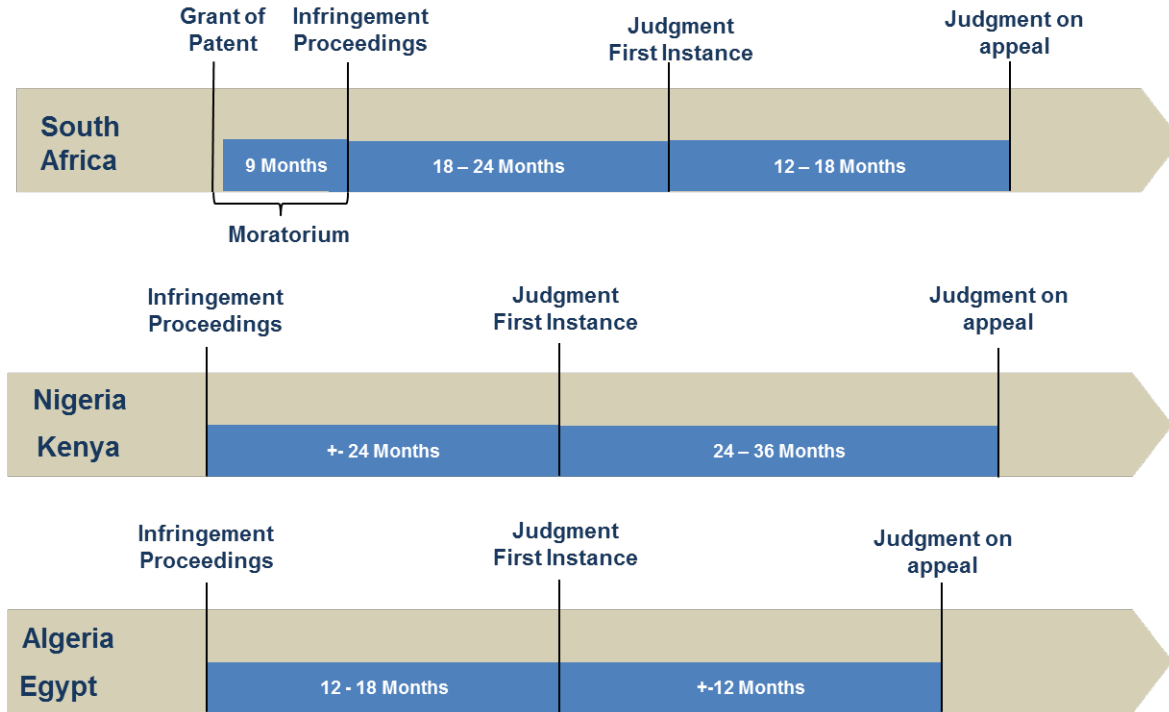 Grant of
Patent
Infringement
Proceedings
Judgment
First Instance
Judgment on
appeal
South
Africa
9 Months
18 – 24 Months
12 – 18 Months
Moratorium
Infringement
Proceedings
Judgment
First Instance
Judgment on
appeal
Nigeria
Kenya
+- 24 Months
24 – 36 Months
Infringement
Proceedings
Judgment
First Instance
Judgment on
appeal
Algeria
Egypt
12 - 18 Months
+-12 Months